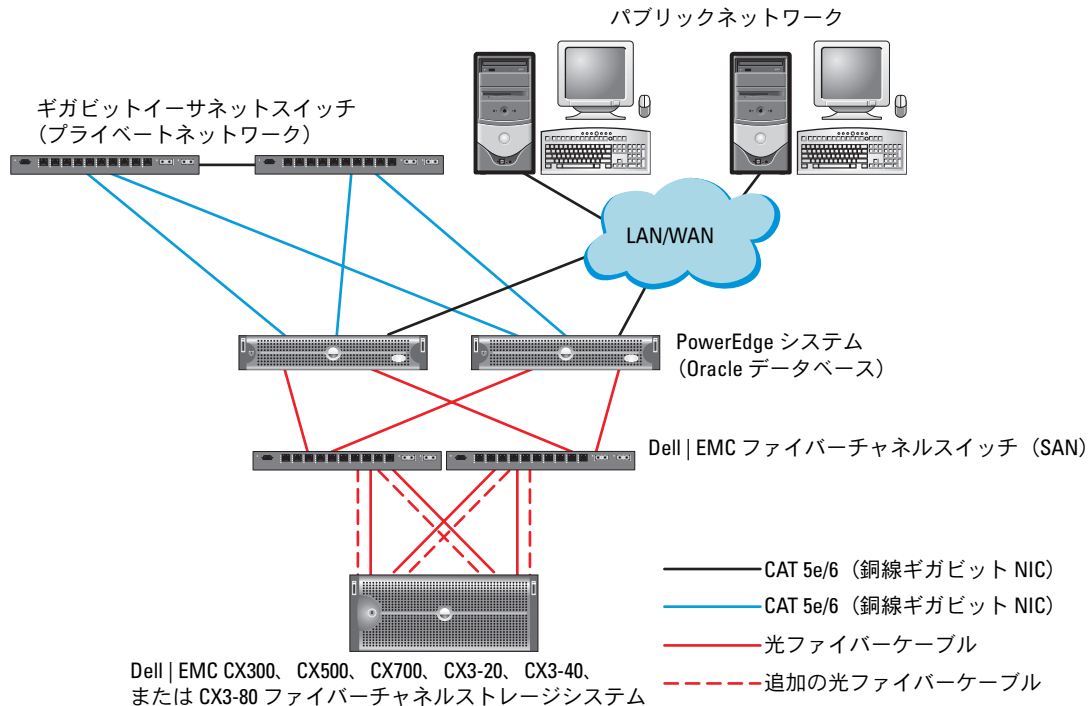 パブリックネットワーク
ギガビットイーサネットスイッチ
（プライベートネットワーク）
LAN/WAN
PowerEdge システム
（Oracle データベース）
Dell | EMC ファイバーチャネルスイッチ（SAN）
CAT 5e/6（銅線ギガビット NIC）
CAT 5e/6（銅線ギガビット NIC）
光ファイバーケーブル
追加の光ファイバーケーブル
Dell | EMC CX300、 CX500、 CX700、 CX3-20、 CX3-40、
または CX3-80 ファイバーチャネルストレージシステム